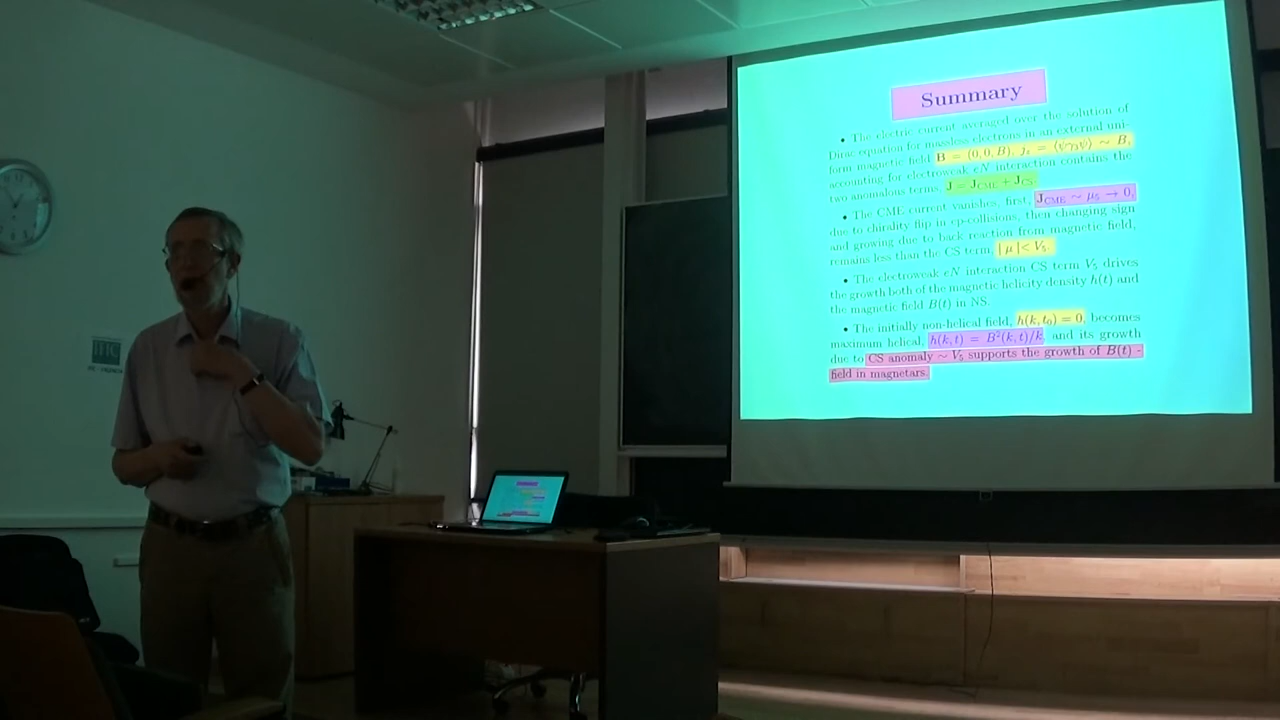 Summary
• The electric current averaged over the solution of
Dirac equation for massless electrons in an external uni-
form magnetic field B = (0, 0, B), j_z = ⟨ψ̄γ₃ψ⟩ ~ B,
accounting for electroweak eN interaction contains the
two anomalous terms, J = J_CME + J_CS.
• The CME current vanishes, first, J_CME ~ μ₅ → 0,
due to chirality flip in ep-collisions, then changing sign
and growing due to back reaction from magnetic field,
remains less than the CS term, | μ |< V₅.
• The electroweak eN interaction CS term V₅ drives
the growth both of the magnetic helicity density h(t) and
the magnetic field B(t) in NS.
• The initially non-helical field, h(k, t₀) = 0, becomes
maximum helical, h(k, t) = B²(k, t)/k, and its growth
due to CS anomaly ~ V₅ supports the growth of B(t) -
field in magnetars.